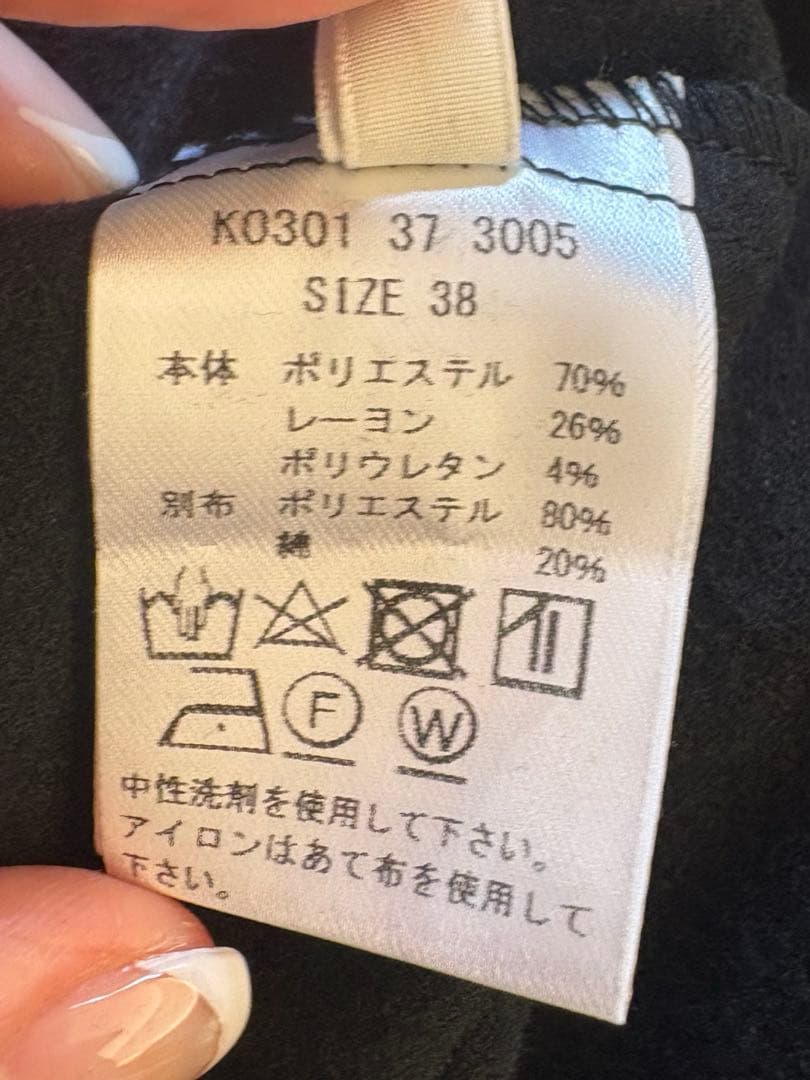 K0301 37 3005
SIZE 38
本体 ポリエステル 70%
レーヨン 26%
ポリウレタン 4%
別布 ポリエステル 80%
綿 20%
F W
中性洗剤を使用して下さい。
アイロンはあて布を使用して
下さい。